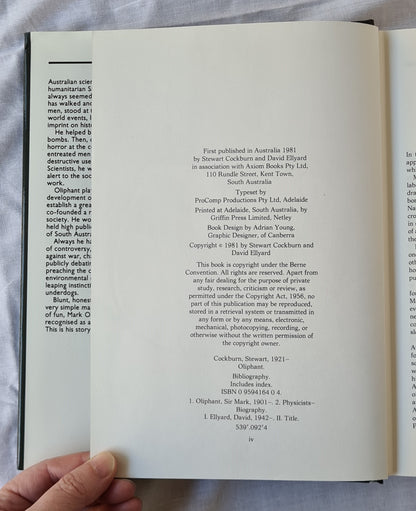 Australian scien
humanitarian S
always seemed
has walked and
men, stood at t
world events, l
imprint on histo
He helped b
bombs. Then, o
horror at the co
entreated men
destructive use
Scientists, he w
alert to the soc
work.
Oliphant pla
development o
establish a grea
co-founded a n
society. He wo
held high publi
of South Austra
Always he ha
of controversy,
against war, cha
publicly debatin
preaching the c
environmental
leaping instincti
underdogs.
Blunt, hones
very simple ma
of fun, Mark O
recognised as a
This is his story
First published in Australia 1981
by Stewart Cockburn and David Ellyard
in association with Axiom Books Pty Ltd,
110 Rundle Street, Kent Town,
South Australia
Typeset by
ProComp Productions Pty Ltd, Adelaide
Printed at Adelaide, South Australia, by
Griffin Press Limited, Netley
Book Design by Adrian Young,
Graphic Designer, of Canberra
Copyright © 1981 by Stewart Cockburn and
David Ellyard
This book is copyright under the Berne
Convention. All rights are reserved. Apart from
any fair dealing for the purpose of private
study, research, criticism or review, as
permitted under the Copyright Act, 1956, no
part of this publication may be reproduced,
stored in a retrieval system or transmitted in
any form or by any means, electronic,
mechanical, photocopying, recording, or
otherwise without the written permission of
the copyright owner.
Cockburn, Stewart, 1921–
Oliphant.
Bibliography.
Includes index.
ISBN 0 9594164 0 4.
1. Oliphant, Sir Mark, 1901–. 2. Physicists–
Biography.
I. Ellyard, David, 1942–. II. Title.
539'.092'4
iv